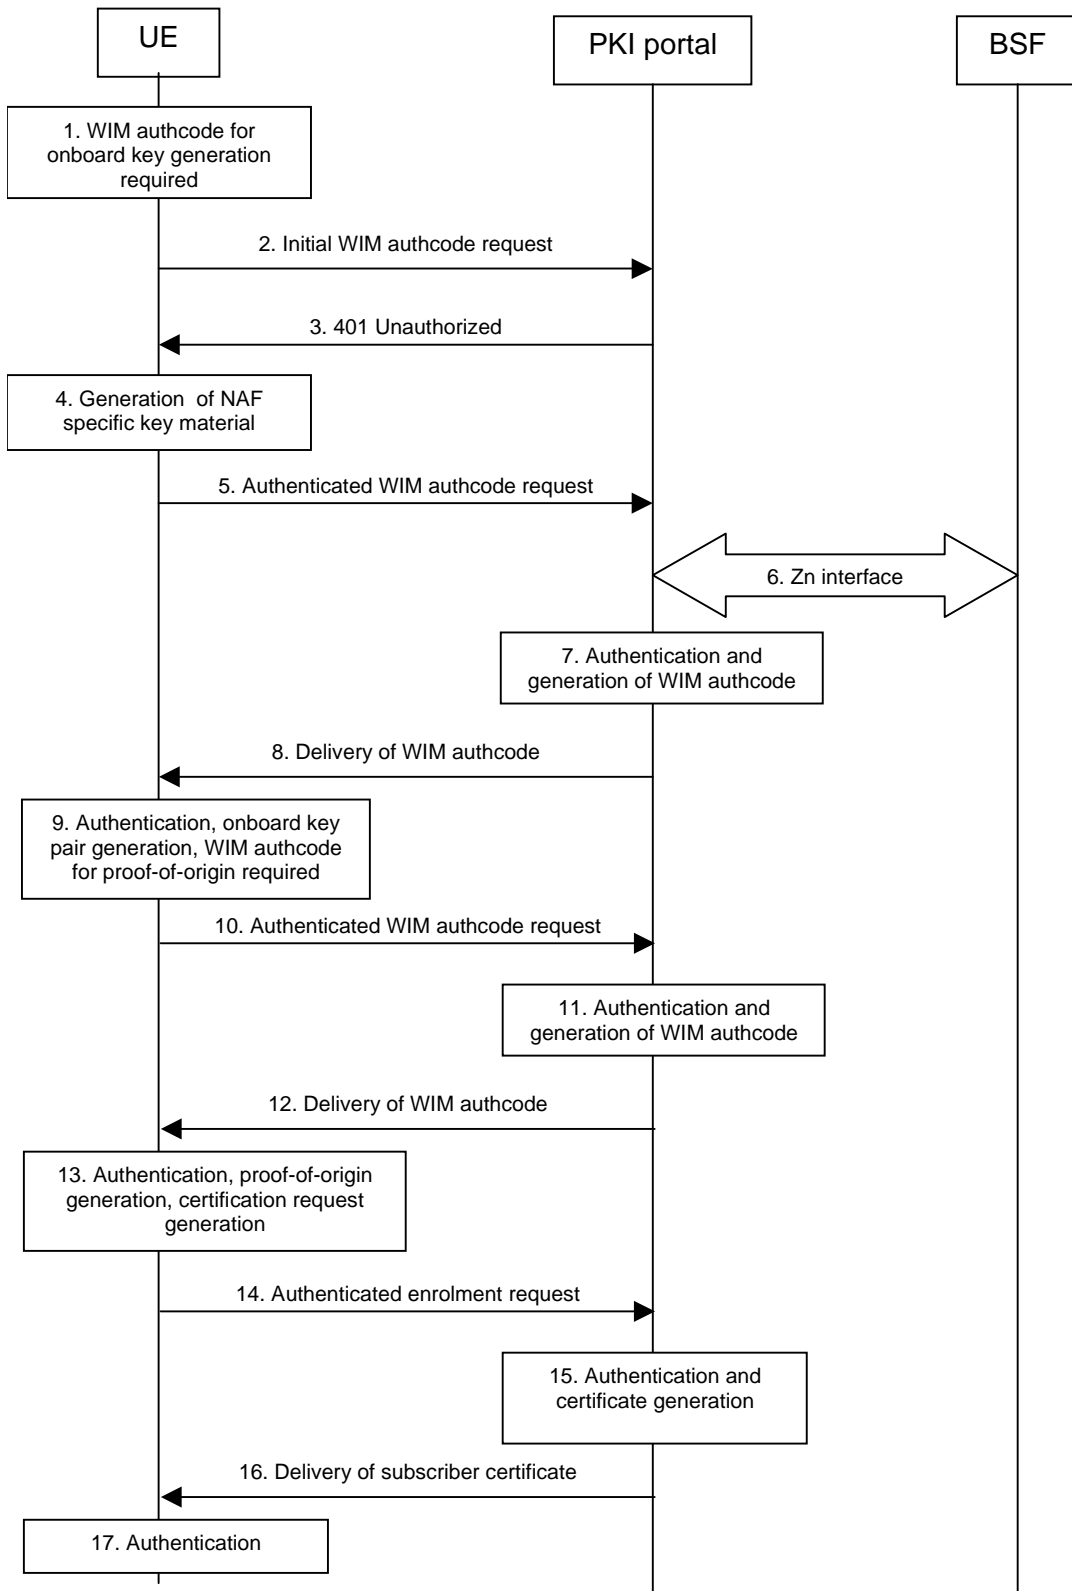 UE
PKI portal
BSF
1. WIM authcode for
onboard key generation
required
2. Initial WIM authcode request
3. 401 Unauthorized
4. Generation of NAF
specific key material
5. Authenticated WIM authcode request
6. Zn interface
7. Authentication and
generation of WIM authcode
8. Delivery of WIM authcode
9. Authentication, onboard key
pair generation, WIM authcode
for proof-of-origin required
10. Authenticated WIM authcode request
11. Authentication and
generation of WIM authcode
12. Delivery of WIM authcode
13. Authentication, proof-of-origin
generation, certification request
generation
14. Authenticated enrolment request
15. Authentication and
certificate generation
16. Delivery of subscriber certificate
17. Authentication